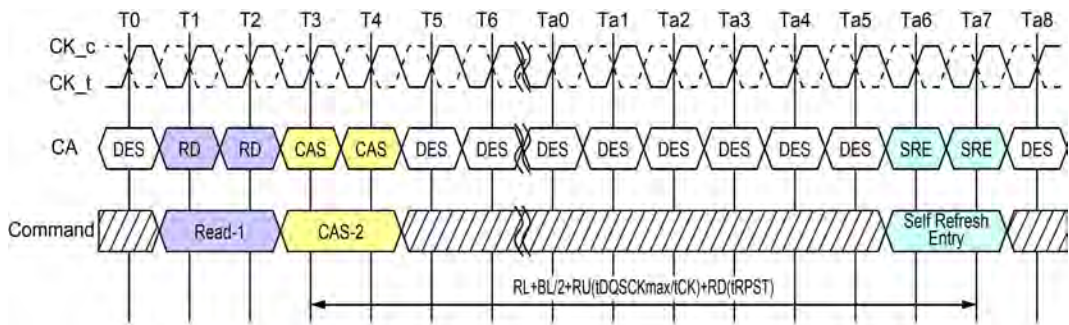 T0 T1 T2 T3 T4 T5 T6 Ta0 Ta1 Ta2 Ta3 Ta4 Ta5 Ta6 Ta7 Ta8
CK_c
CK_t
CA DES RD RD CAS CAS DES DES DES DES DES DES DES DES SRE SRE DES
Command Read-1 CAS-2 Self Refresh
Entry
RL+BL/2+RU(tDQSCKmax/tCK)+RD(tRPST)